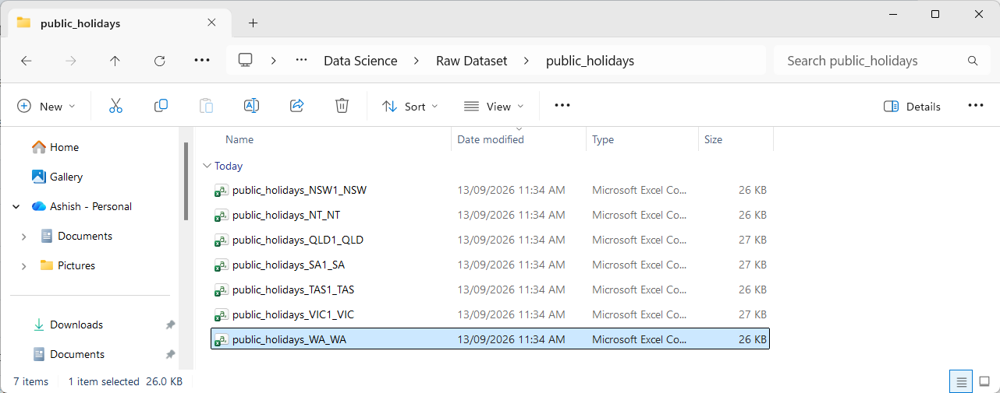 public_holidays
Data Science > Raw Dataset > public_holidays
Search public_holidays
New
Sort
View
Details
Name Date modified Type Size
Today
public_holidays_NSW1_NSW 13/09/2026 11:34 AM Microsoft Excel Co... 26 KB
public_holidays_NT_NT 13/09/2026 11:34 AM Microsoft Excel Co... 26 KB
public_holidays_QLD1_QLD 13/09/2026 11:34 AM Microsoft Excel Co... 27 KB
public_holidays_SA1_SA 13/09/2026 11:34 AM Microsoft Excel Co... 27 KB
public_holidays_TAS1_TAS 13/09/2026 11:34 AM Microsoft Excel Co... 26 KB
public_holidays_VIC1_VIC 13/09/2026 11:34 AM Microsoft Excel Co... 27 KB
public_holidays_WA_WA 13/09/2026 11:34 AM Microsoft Excel Co... 26 KB
Home
Gallery
Ashish - Personal
Documents
Pictures
Downloads
Documents
7 items 1 item selected 26.0 KB